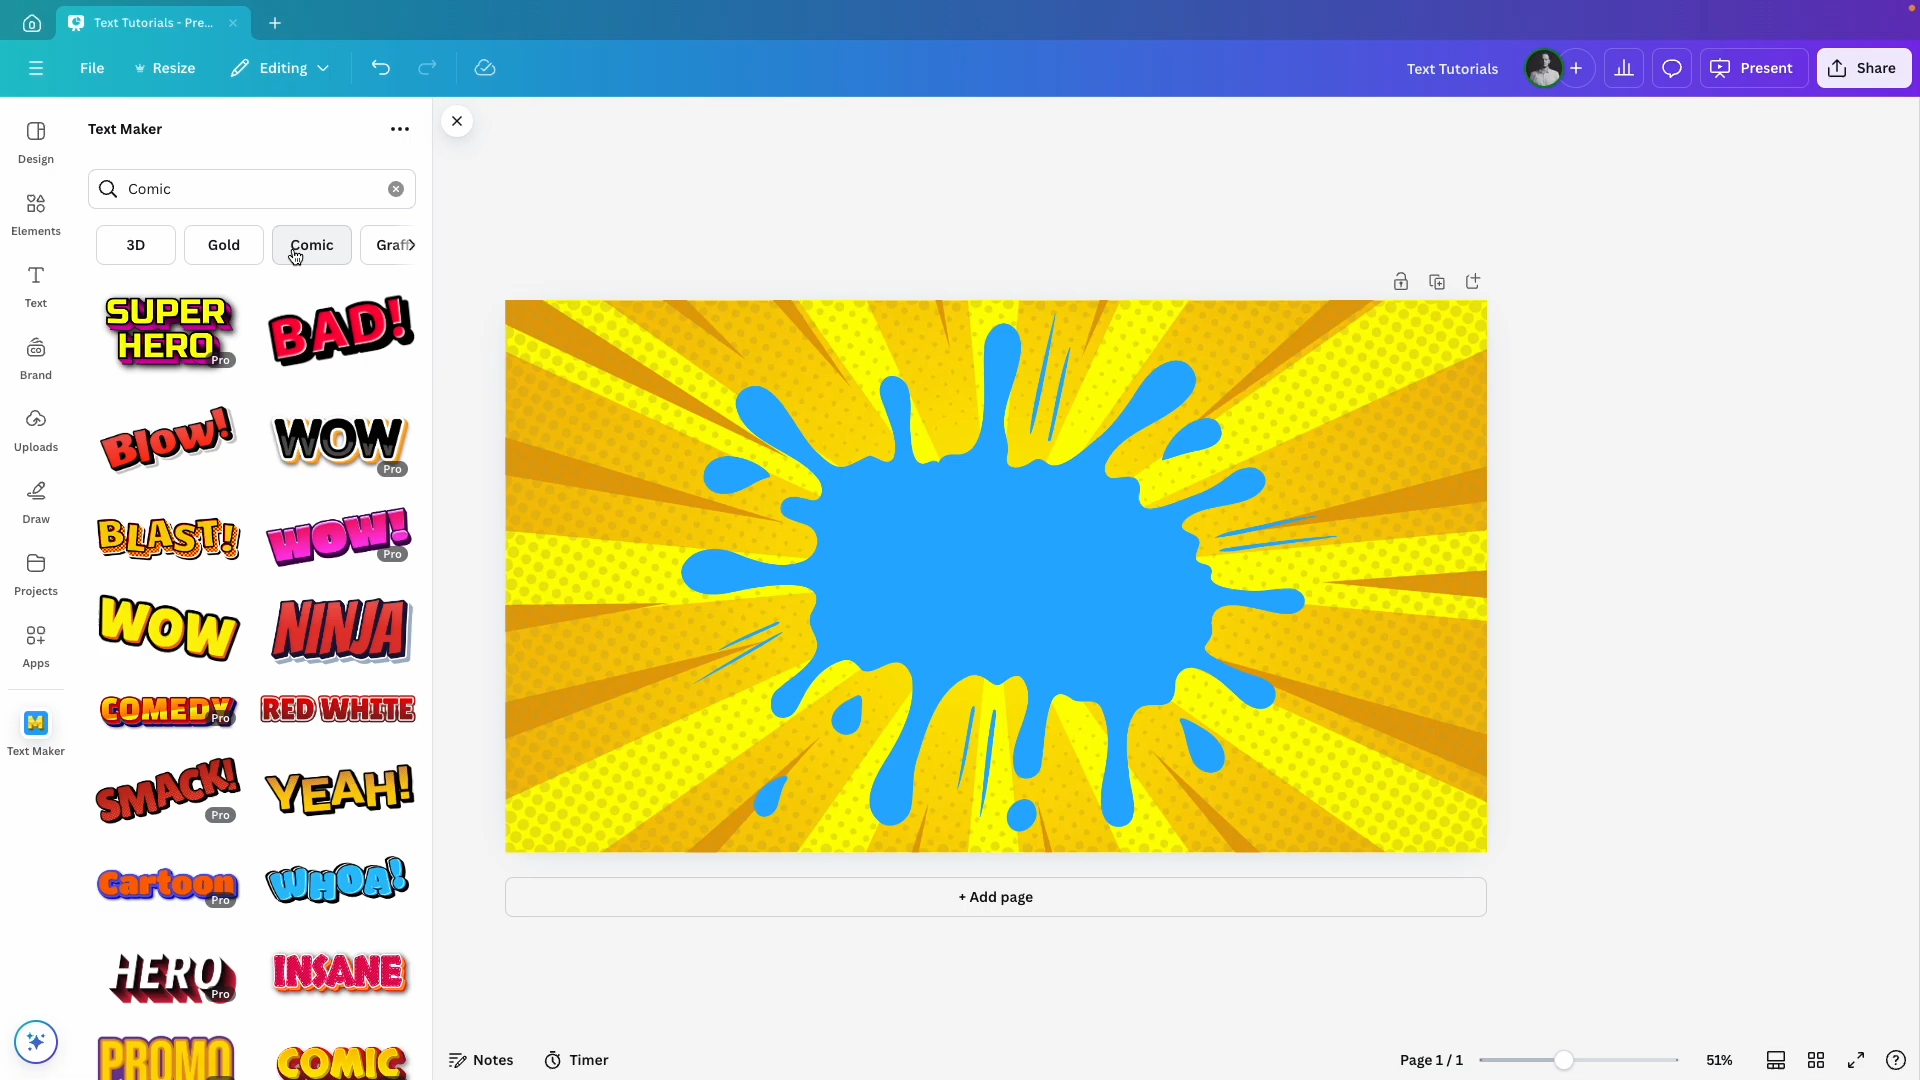 Text Tutorials - Pre...
File
Resize
Editing
Text Tutorials
Present
Share
Design
Elements
Text
Brand
Uploads
Draw
Projects
Apps
Text Maker
Text Maker
Comic
3D
Gold
Comic
Graff
SUPER
HERO
Pro
BAD!
Blow!
WOW
Pro
BLAST!
WOW!
Pro
WOW
NINJA
COMEDY
Pro
RED WHITE
SMACK!
Pro
YEAH!
Cartoon
Pro
WHOA!
HERO
Pro
INSANE
PROMO
COMIC
+ Add page
Notes
Timer
Page 1 / 1
51%